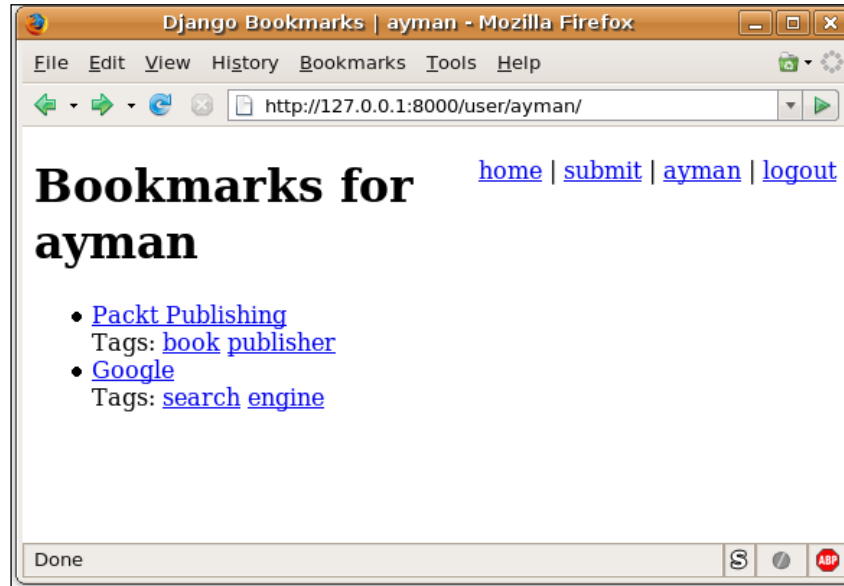 Django Bookmarks | ayman - Mozilla Firefox
File Edit View History Bookmarks Tools Help
http://127.0.0.1:8000/user/ayman/
home | submit | ayman | logout
Bookmarks for
ayman
Packt Publishing
Tags: book publisher
Google
Tags: search engine
Done
S
ABP